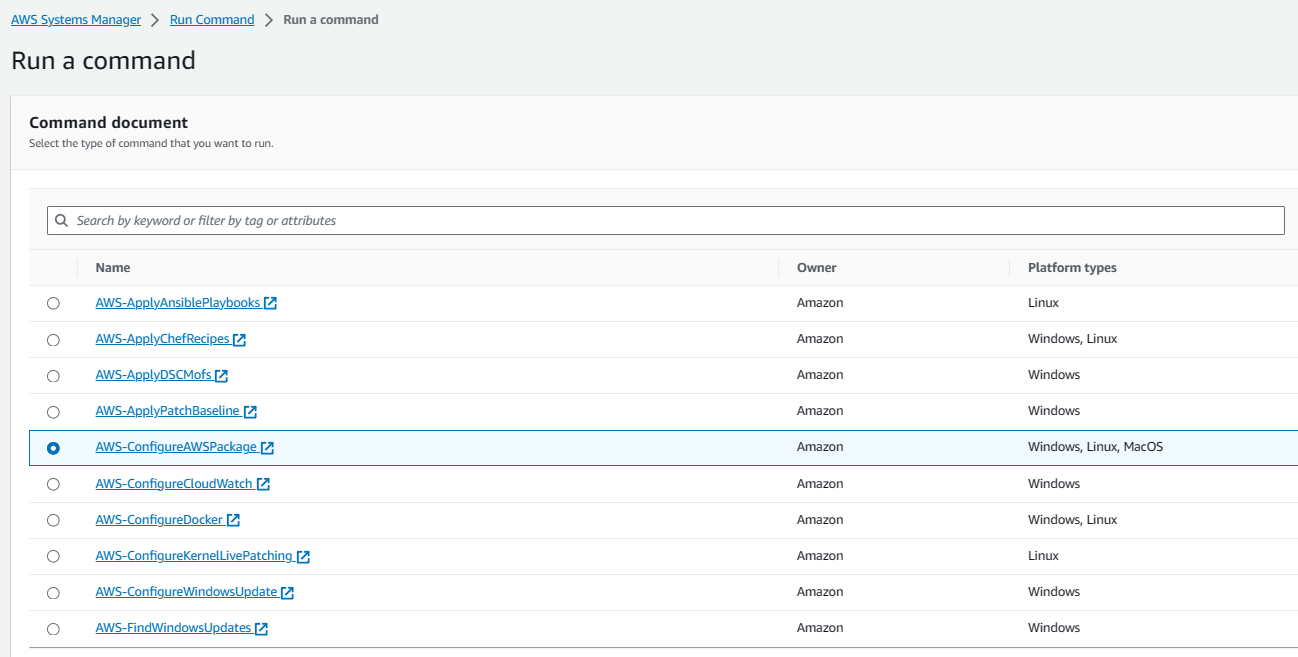 AWS Systems Manager > Run Command > Run a command
Run a command
Command document
Select the type of command that you want to run.
Search by keyword or filter by tag or attributes
Name Owner Platform types
AWS-ApplyAnsiblePlaybooks Amazon Linux
AWS-ApplyChefRecipes Amazon Windows, Linux
AWS-ApplyDSCMofs Amazon Windows
AWS-ApplyPatchBaseline Amazon Windows
AWS-ConfigureAWSPackage Amazon Windows, Linux, MacOS
AWS-ConfigureCloudWatch Amazon Windows
AWS-ConfigureDocker Amazon Windows, Linux
AWS-ConfigureKernelLivePatching Amazon Linux
AWS-ConfigureWindowsUpdate Amazon Windows
AWS-FindWindowsUpdates Amazon Windows